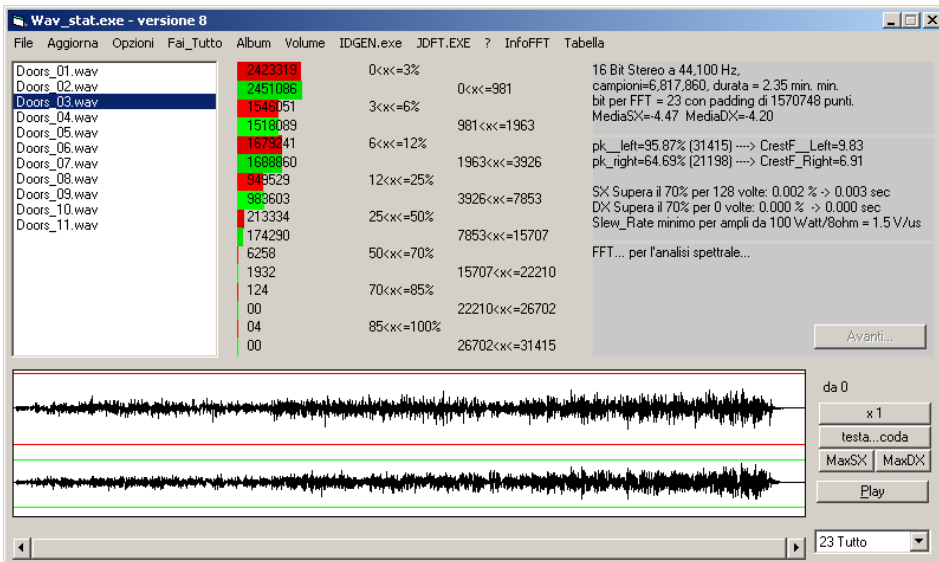 Wav_stat.exe - versione 8
File Aggiorna Opzioni Fai_Tutto Album Volume IDGEN.exe JDFT.EXE ? InfoFFT Tabella
Doors_01.wav
Doors_02.wav
Doors_03.wav
Doors_04.wav
Doors_05.wav
Doors_06.wav
Doors_07.wav
Doors_08.wav
Doors_09.wav
Doors_10.wav
Doors_11.wav
2423319 0<x<=3%
2451086 0<x<=981
1546051 3<x<=6%
1518089 981<x<=1963
1679241 6<x<=12%
1688860 1963<x<=3926
949529 12<x<=25%
983603 3926<x<=7853
213334 25<x<=50%
174290 7853<x<=15707
6258 50<x<=70%
1932 15707<x<=22210
124 70<x<=85%
00 22210<x<=26702
04 85<x<=100%
00 26702<x<=31415
16 Bit Stereo a 44,100 Hz,
campioni=6,817,860, durata = 2.35 min. min.
bit per FFT = 23 con padding di 1570748 punti.
MediaSX=-4.47 MediaDX=-4.20
pk__left=95.87% (31415) ----> CrestF__Left=9.83
pk_right=64.69% (21198) ----> CrestF_Right=6.91
SX Supera il 70% per 128 volte: 0.002 % -> 0.003 sec
DX Supera il 70% per 0 volte: 0.000 % -> 0.000 sec
Slew_Rate minimo per ampli da 100 Watt/8ohm = 1.5 V/us
FFT... per l'analisi spettrale...
Avanti...
da 0
x 1
testa...coda
MaxSX MaxDX
Play
23 Tutto